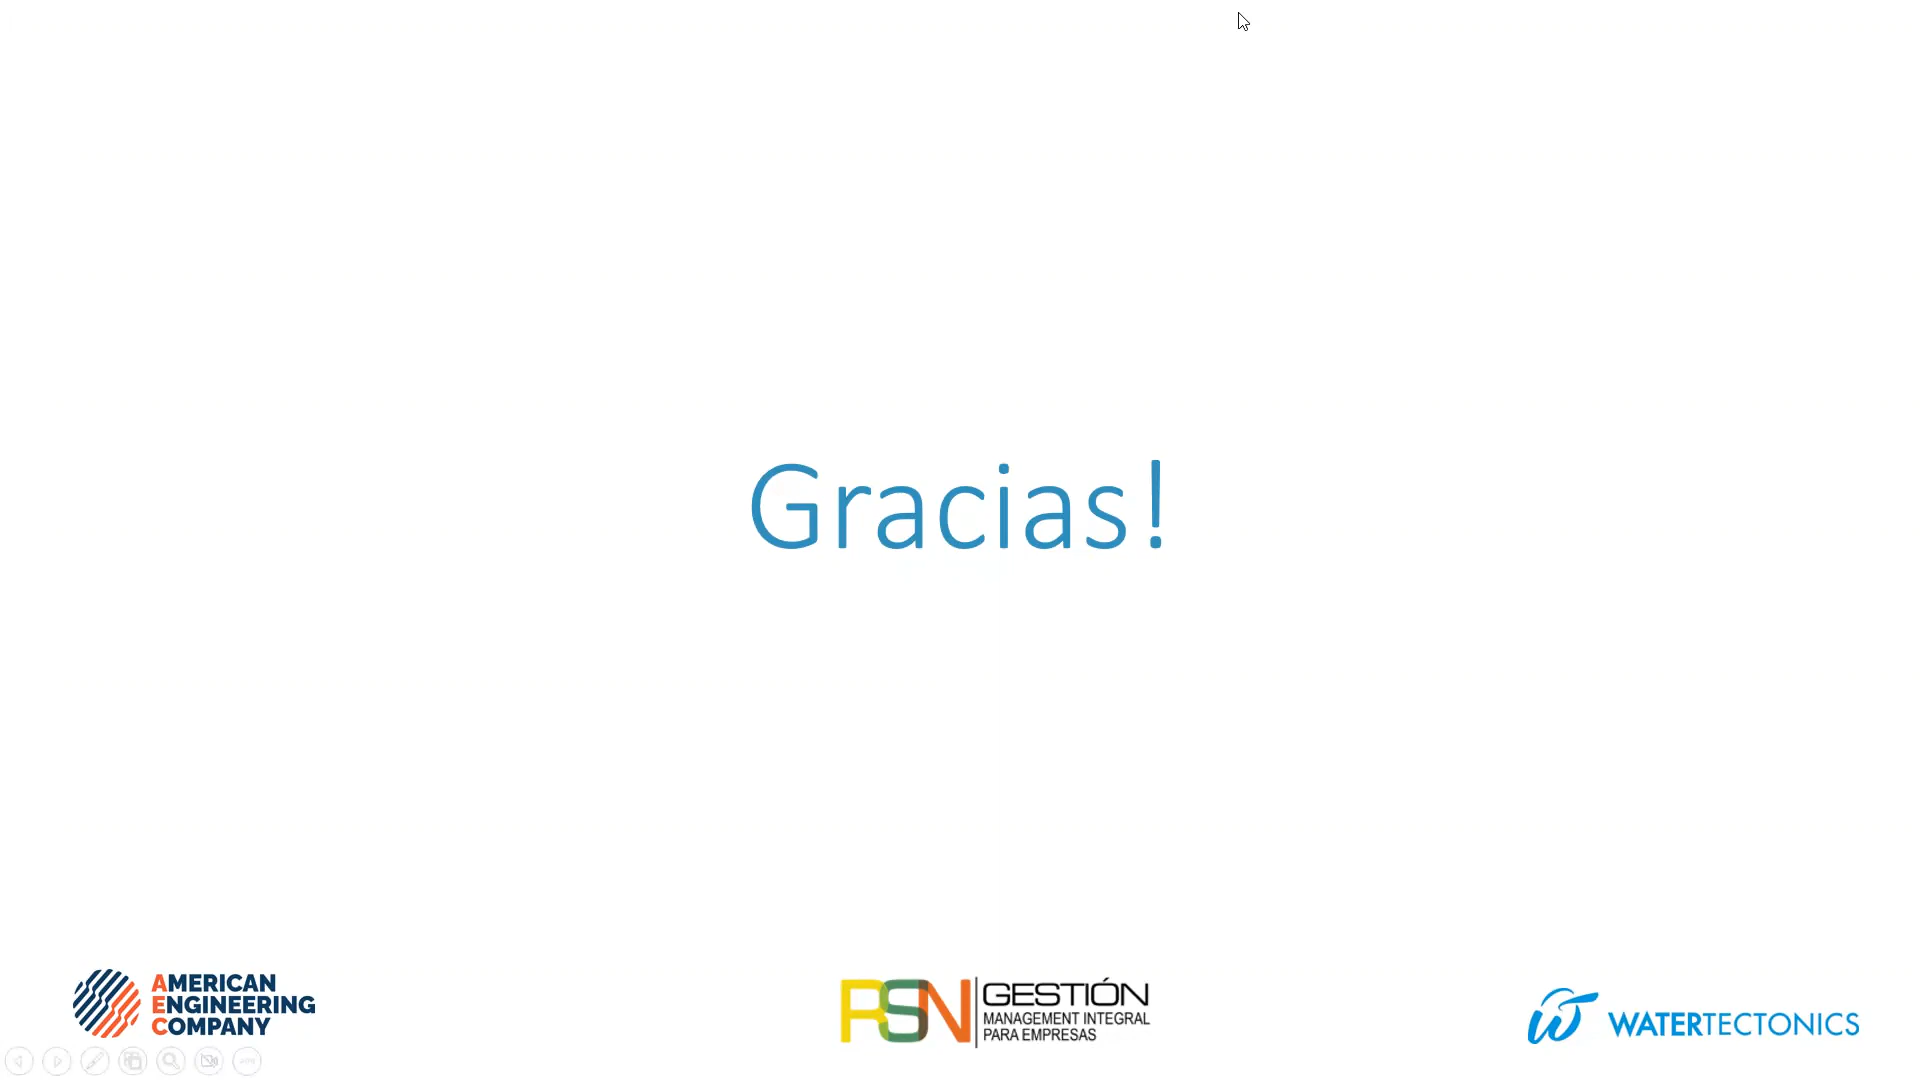 Gracias!
AMERICAN
ENGINEERING
COMPANY
RSN
GESTIÓN
MANAGEMENT INTEGRAL
PARA EMPRESAS
WATERTECTONICS